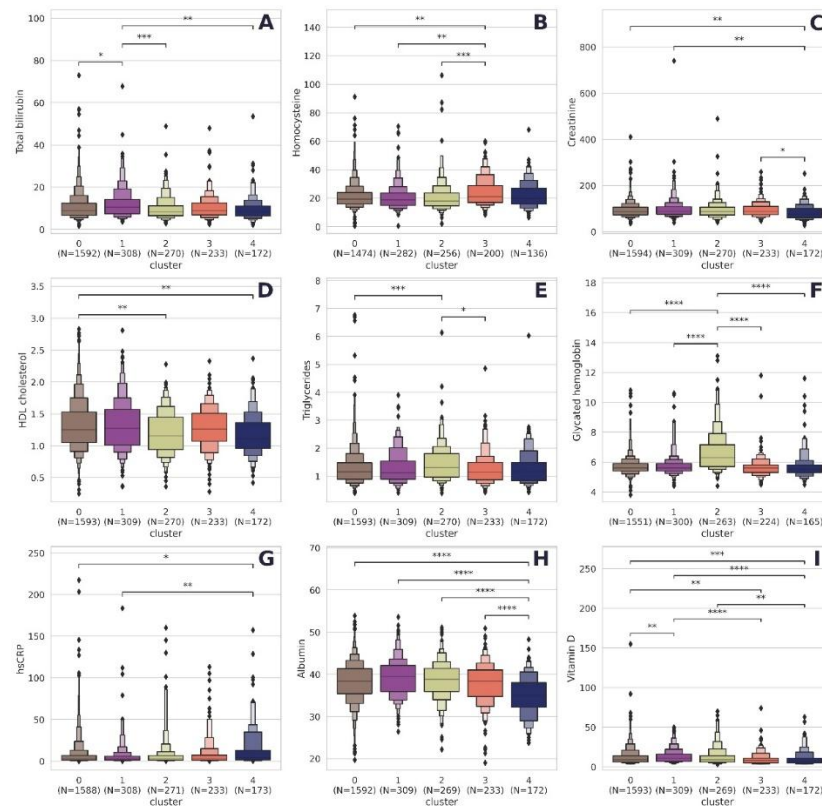 A
B
C
100
80
60
40
20
0
Total bilirubin
** 
***
*
0 1 2 3 4
(N=1592) (N=308) (N=270) (N=233) (N=172)
cluster
160
140
120
100
80
60
40
20
0
Homocysteine
**
**
***
0 1 2 3 4
(N=1474) (N=282) (N=256) (N=200) (N=136)
cluster
800
600
400
200
0
Creatinine
**
**
*
0 1 2 3 4
(N=1594) (N=309) (N=270) (N=233) (N=172)
cluster
D
E
F
3.5
3.0
2.5
2.0
1.5
1.0
0.5
HDL cholesterol
**
**
0 1 2 3 4
(N=1593) (N=309) (N=270) (N=233) (N=172)
cluster
7
6
5
4
3
2
1
Triglycerides
***
*
0 1 2 3 4
(N=1593) (N=309) (N=270) (N=233) (N=172)
cluster
18
16
14
12
10
8
6
4
Glycated hemoglobin
****
****
****
****
0 1 2 3 4
(N=1551) (N=300) (N=263) (N=224) (N=165)
cluster
G
H
I
250
200
150
100
50
0
hsCRP
*
**
0 1 2 3 4
(N=1588) (N=308) (N=271) (N=233) (N=173)
cluster
70
60
50
40
30
20
Albumin
****
****
****
****
0 1 2 3 4
(N=1592) (N=309) (N=269) (N=233) (N=172)
cluster
250
200
150
100
50
0
Vitamin D
***
****
**
**
****
**
0 1 2 3 4
(N=1593) (N=309) (N=269) (N=233) (N=172)
cluster